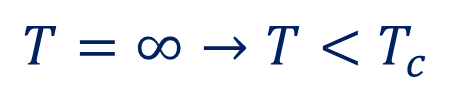 T = ∞ → T < T_c